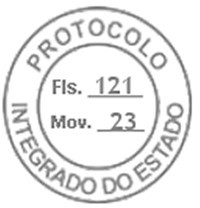 PROTOCOLO
Fls. 121
Mov. 23
INTEGRADO DO ESTADO